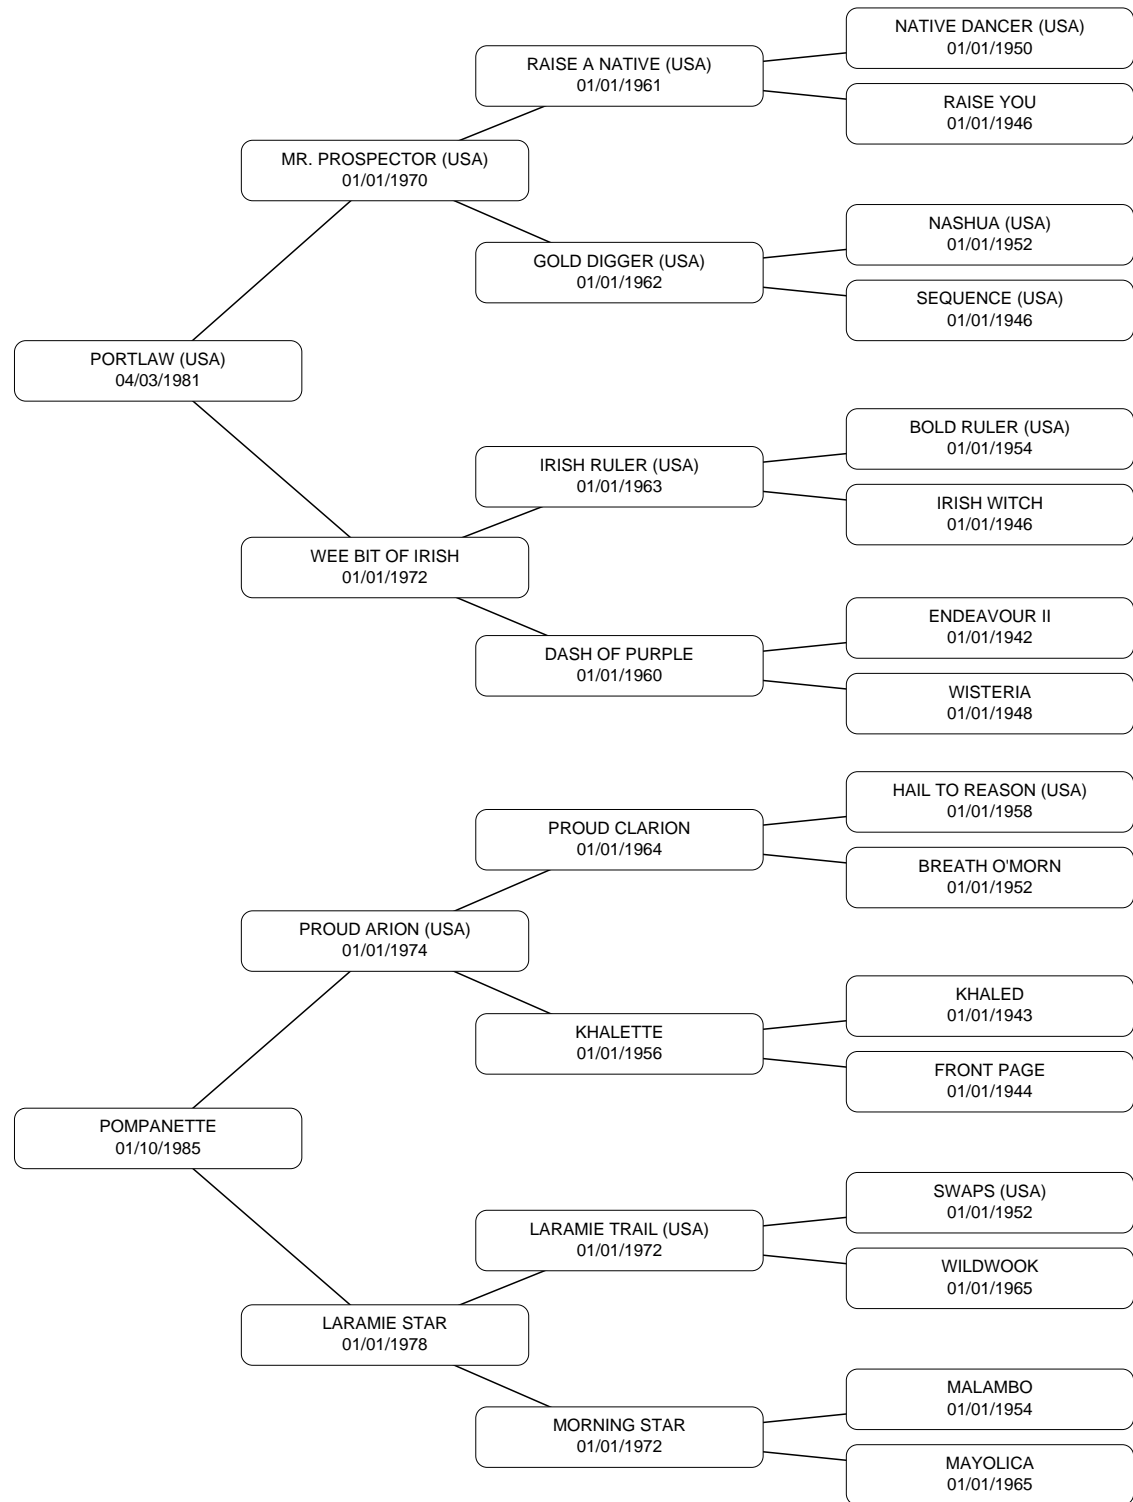 NATIVE DANCER (USA)
01/01/1950
RAISE A NATIVE (USA)
01/01/1961
RAISE YOU
01/01/1946
MR. PROSPECTOR (USA)
01/01/1970
NASHUA (USA)
01/01/1952
GOLD DIGGER (USA)
01/01/1962
SEQUENCE (USA)
01/01/1946
PORTLAW (USA)
04/03/1981
BOLD RULER (USA)
01/01/1954
IRISH RULER (USA)
01/01/1963
IRISH WITCH
01/01/1946
WEE BIT OF IRISH
01/01/1972
ENDEAVOUR II
01/01/1942
DASH OF PURPLE
01/01/1960
WISTERIA
01/01/1948
HAIL TO REASON (USA)
01/01/1958
PROUD CLARION
01/01/1964
BREATH O'MORN
01/01/1952
PROUD ARION (USA)
01/01/1974
KHALED
01/01/1943
KHALETTE
01/01/1956
FRONT PAGE
01/01/1944
POMPANETTE
01/10/1985
SWAPS (USA)
01/01/1952
LARAMIE TRAIL (USA)
01/01/1972
WILDWOOK
01/01/1965
LARAMIE STAR
01/01/1978
MALAMBO
01/01/1954
MORNING STAR
01/01/1972
MAYOLICA
01/01/1965